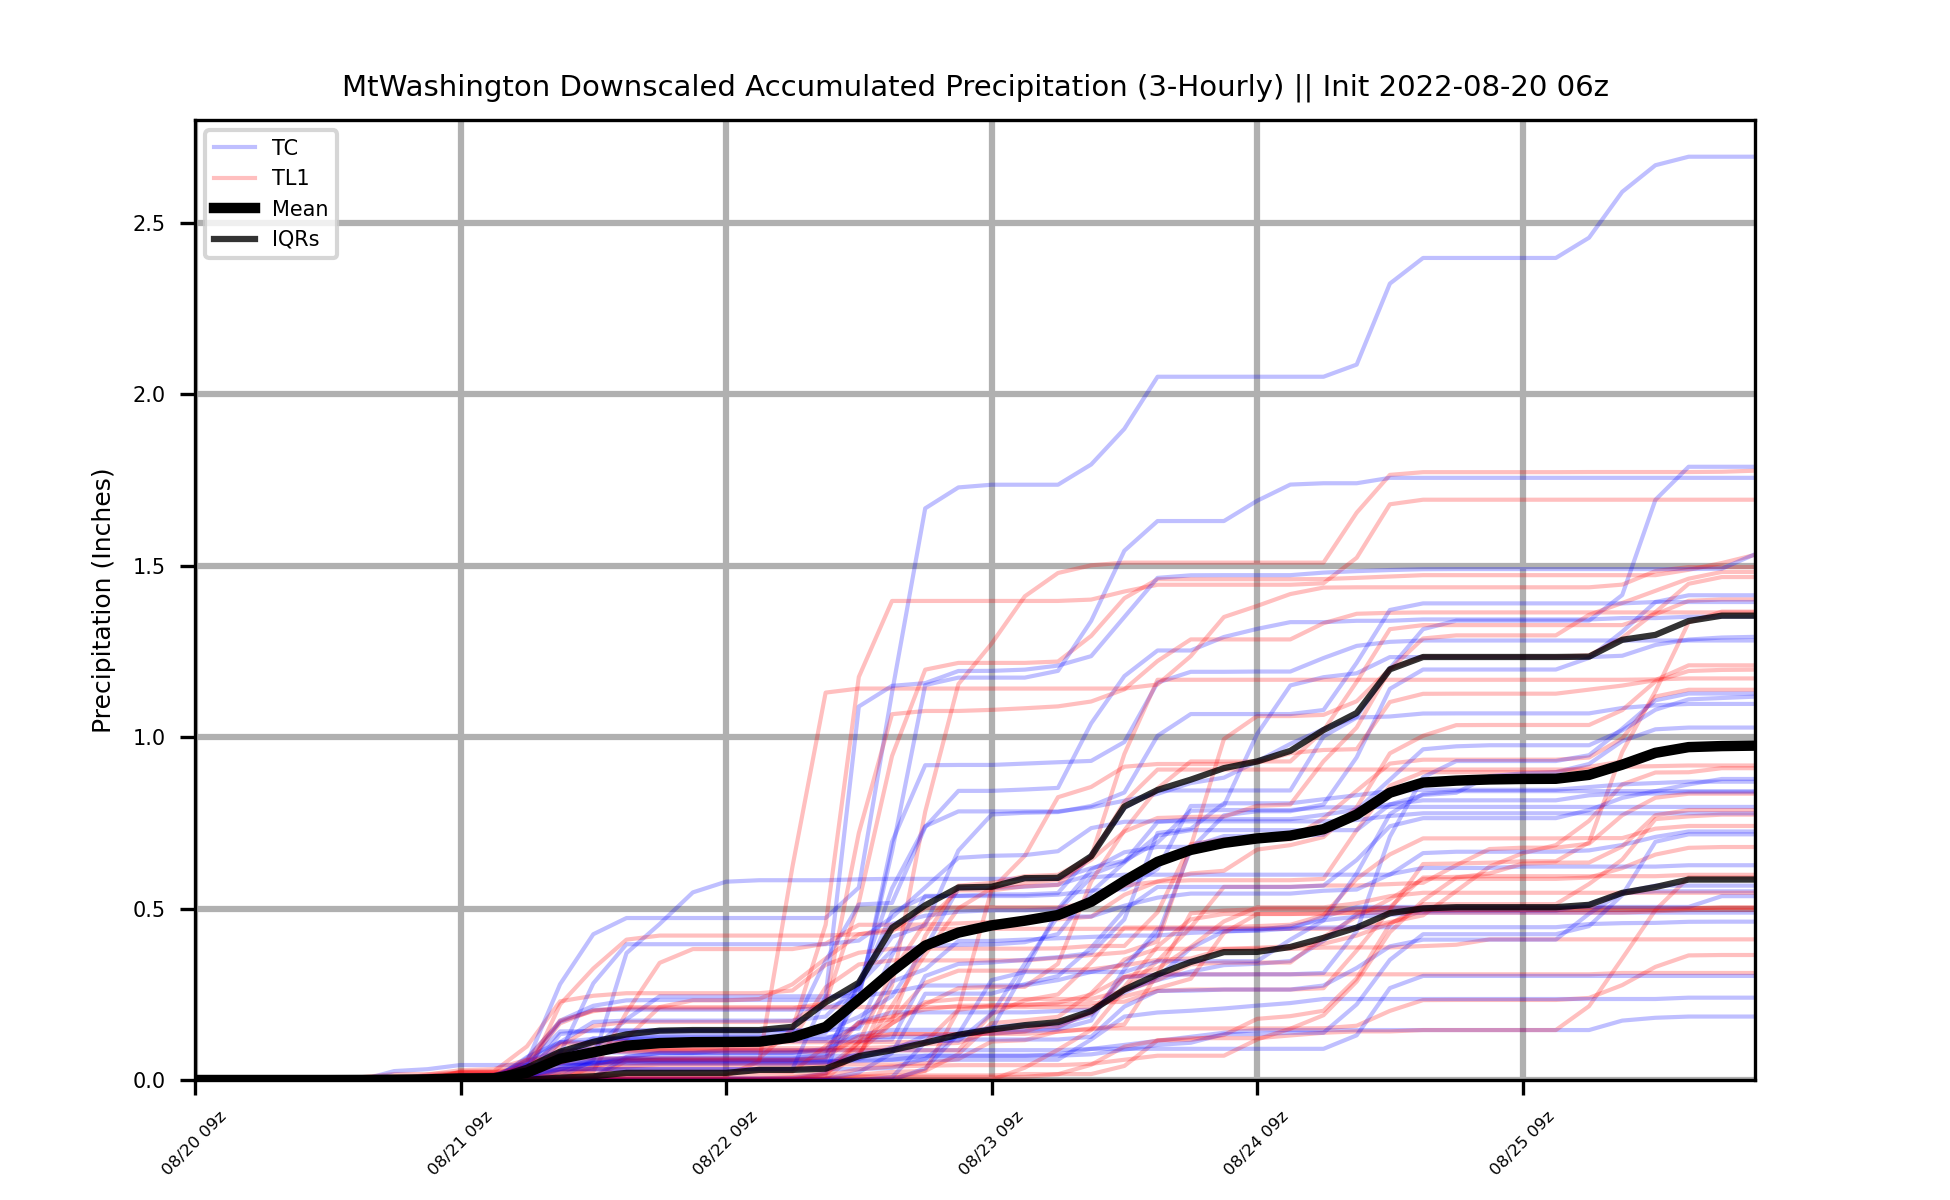 MtWashington Downscaled Accumulated Precipitation (3-Hourly) || Init 2022-08-20 06z
TC
TL1
Mean
IQRs
Precipitation (Inches)
2.5
2.0
1.5
1.0
0.5
0.0
08/20 09z
08/21 09z
08/22 09z
08/23 09z
08/24 09z
08/25 09z